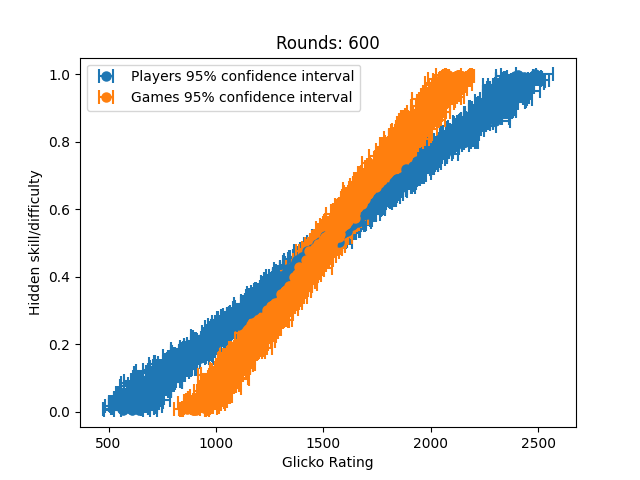 Rounds: 600
Players 95% confidence interval
Games 95% confidence interval
1.0
0.8
0.6
0.4
0.2
0.0
Hidden skill/difficulty
500 1000 1500 2000 2500
Glicko Rating